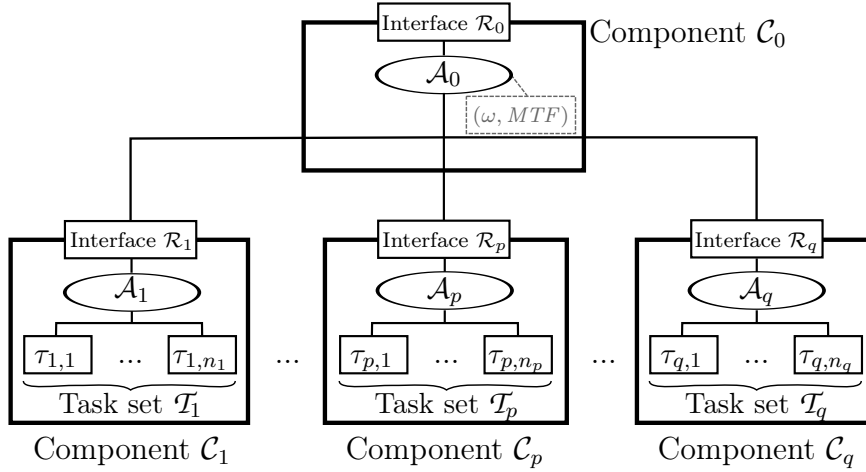 Interface R₀
Component C₀
A₀
(ω, MTF)
Interface R₁ Interface Rₚ Interface R_q
A₁ Aₚ A_q
τ₁,₁ ... τ₁,n₁ ... τₚ,₁ ... τₚ,nₚ ... τ_q,₁ ... τ_q,n_q
Task set T₁ Task set Tₚ Task set T_q
Component C₁ Component Cₚ Component C_q